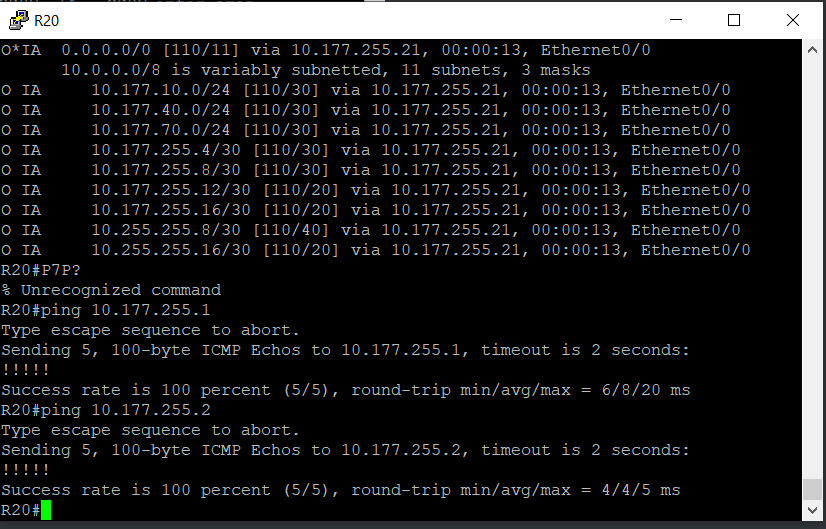 R20
O*IA  0.0.0.0/0 [110/11] via 10.177.255.21, 00:00:13, Ethernet0/0
      10.0.0.0/8 is variably subnetted, 11 subnets, 3 masks
O IA     10.177.10.0/24 [110/30] via 10.177.255.21, 00:00:13, Ethernet0/0
O IA     10.177.40.0/24 [110/30] via 10.177.255.21, 00:00:13, Ethernet0/0
O IA     10.177.70.0/24 [110/30] via 10.177.255.21, 00:00:13, Ethernet0/0
O IA     10.177.255.4/30 [110/30] via 10.177.255.21, 00:00:13, Ethernet0/0
O IA     10.177.255.8/30 [110/30] via 10.177.255.21, 00:00:13, Ethernet0/0
O IA     10.177.255.12/30 [110/20] via 10.177.255.21, 00:00:13, Ethernet0/0
O IA     10.177.255.16/30 [110/20] via 10.177.255.21, 00:00:13, Ethernet0/0
O IA     10.255.255.8/30 [110/40] via 10.177.255.21, 00:00:13, Ethernet0/0
O IA     10.255.255.16/30 [110/20] via 10.177.255.21, 00:00:13, Ethernet0/0
R20#P7P?
% Unrecognized command
R20#ping 10.177.255.1
Type escape sequence to abort.
Sending 5, 100-byte ICMP Echos to 10.177.255.1, timeout is 2 seconds:
!!!!!
Success rate is 100 percent (5/5), round-trip min/avg/max = 6/8/20 ms
R20#ping 10.177.255.2
Type escape sequence to abort.
Sending 5, 100-byte ICMP Echos to 10.177.255.2, timeout is 2 seconds:
!!!!!
Success rate is 100 percent (5/5), round-trip min/avg/max = 4/4/5 ms
R20#